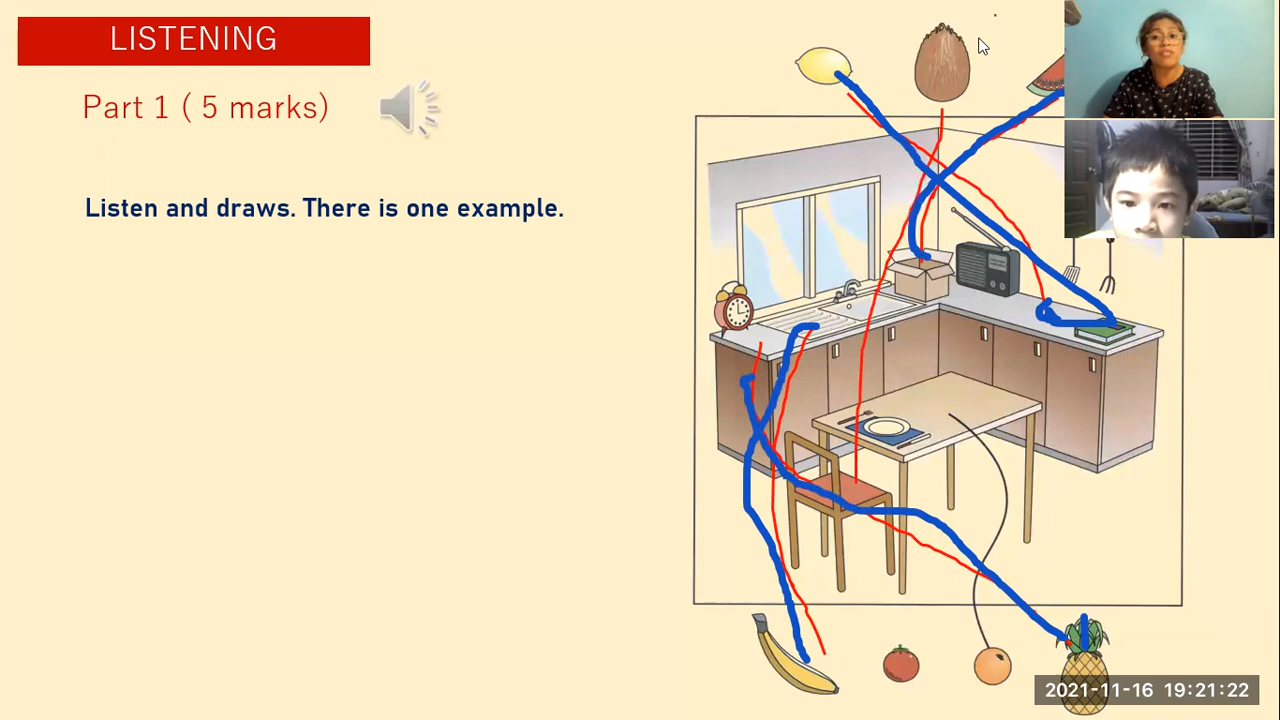 LISTENING
Part 1 ( 5 marks)
Listen and draws. There is one example.
2021-11-16 19:21:22